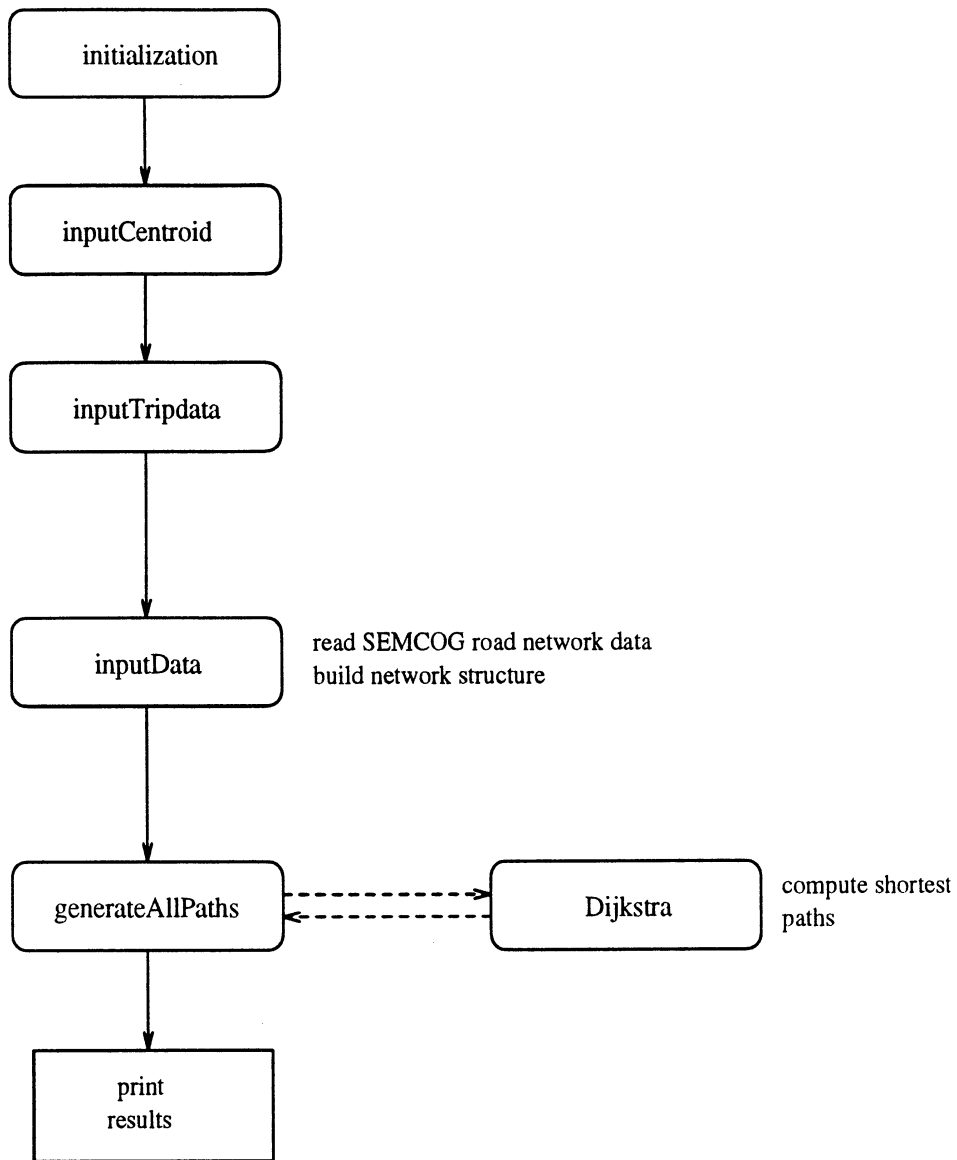 initialization
inputCentroid
inputTripdata
inputData
read SEMCOG road network data
build network structure
generateAllPaths
Dijkstra
compute shortest
paths
print
results